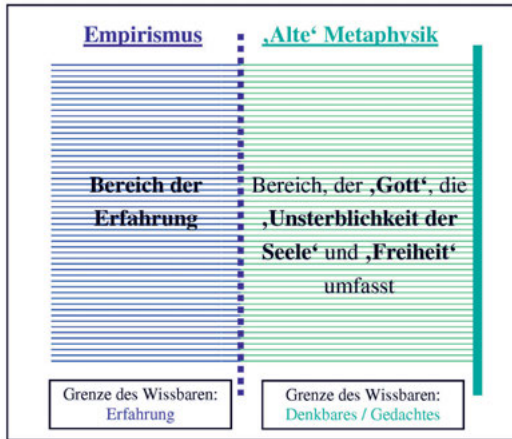 Empirismus
‚Alte‘ Metaphysik
Bereich der
Erfahrung
Bereich, der ‚Gott‘, die
‚Unsterblichkeit der
Seele‘ und ‚Freiheit‘
umfasst
Grenze des Wissbaren:
Erfahrung
Grenze des Wissbaren:
Denkbares / Gedachtes